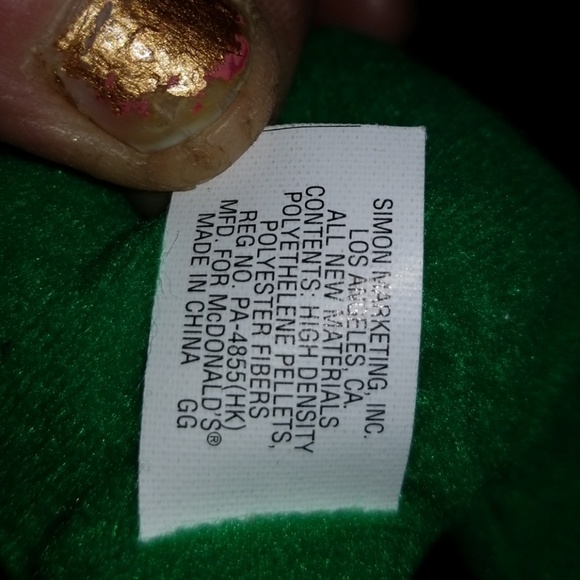 SIMON MARKETING, INC.
LOS ANGELES, CA.
ALL NEW MATERIALS
CONTENTS: HIGH DENSITY
POLYETHELENE PELLETS,
POLYESTER FIBERS
REG NO. PA-4855(HK)
MFD. FOR McDONALD'S®
MADE IN CHINA GG